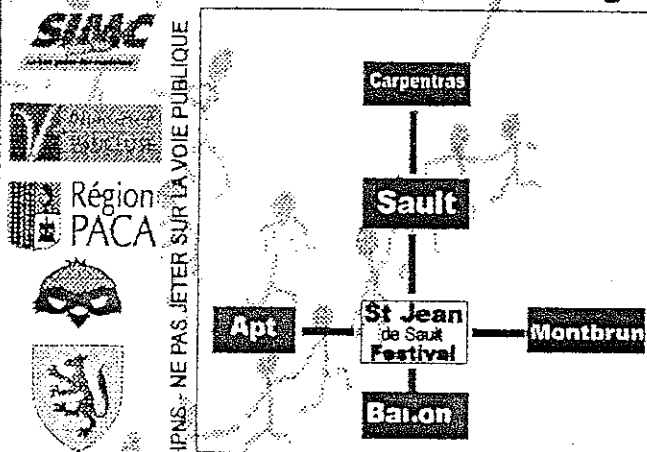 SIMC
Région
PACA
IPNS - NE PAS JETER SUR LA VOIE PUBLIQUE
Carpentras
Sault
Apt
St Jean
de Sault
Festival
Montbrun